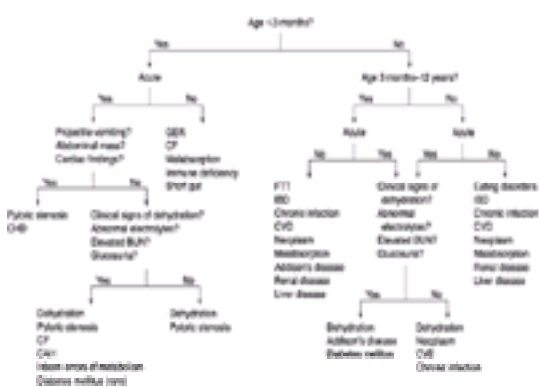 Age <3 months?
Yes
No
Acute
Age 3 months–12 years?
Yes
No
Yes
No
Projectile vomiting?
Abdominal mass?
Cardiac findings?
GER
CF
Malabsorption
Immune deficiency
Short gut
Acute
Acute
Yes
No
No
Yes
Yes
No
Pyloric stenosis
CHD
Clinical signs of dehydration?
Abnormal electrolytes?
Elevated BUN?
Glucosuria?
FTT
IBD
Chronic infection
CVD
Neoplasm
Malabsorption
Addison's disease
Renal disease
Liver disease
Clinical signs of
dehydration?
Abnormal
electrolytes?
Elevated BUN?
Glucosuria?
Eating disorders
IBD
Chronic infection
CVD
Neoplasm
Malabsorption
Renal disease
Liver disease
Yes
No
Yes
No
Dehydration
Pyloric stenosis
CF
CAH
Inborn errors of metabolism
Diabetes mellitus (rare)
Dehydration
Pyloric stenosis
Dehydration
Addison's disease
Diabetes mellitus
Dehydration
Neoplasm
CVD
Chronic infection